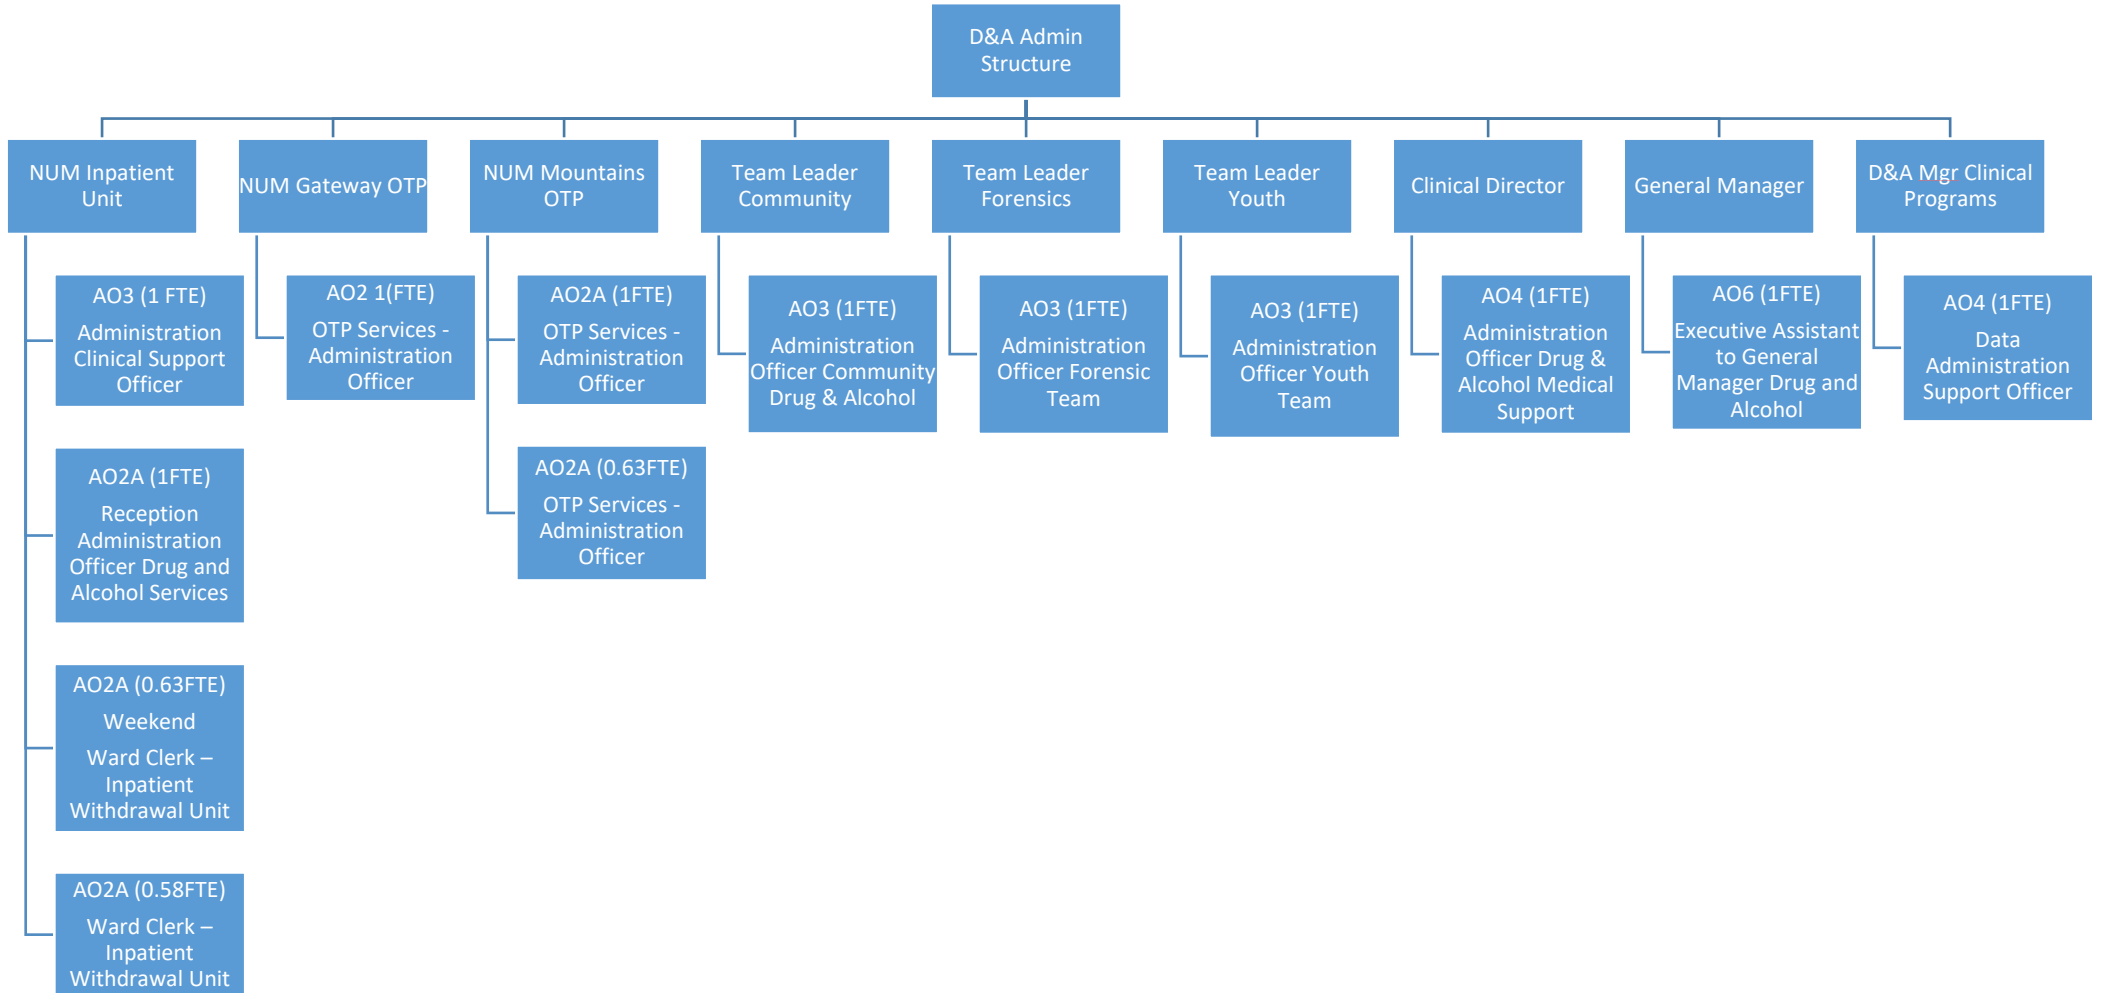 D&A Admin
Structure
NUM Inpatient
Unit
NUM Gateway OTP
NUM Mountains
OTP
Team Leader
Community
Team Leader
Forensics
Team Leader
Youth
Clinical Director
General Manager
D&A Mgr Clinical
Programs
AO3 (1 FTE)
Administration
Clinical Support
Officer
AO2A (1FTE)
Reception
Administration
Officer Drug and
Alcohol Services
AO2A (0.63FTE)
Weekend
Ward Clerk –
Inpatient
Withdrawal Unit
AO2A (0.58FTE)
Ward Clerk –
Inpatient
Withdrawal Unit
AO2 1(FTE)
OTP Services -
Administration
Officer
AO2A (1FTE)
OTP Services -
Administration
Officer
AO2A (0.63FTE)
OTP Services -
Administration
Officer
AO3 (1FTE)
Administration
Officer Community
Drug & Alcohol
AO3 (1FTE)
Administration
Officer Forensic
Team
AO3 (1FTE)
Administration
Officer Youth
Team
AO4 (1FTE)
Administration
Officer Drug &
Alcohol Medical
Support
AO6 (1FTE)
Executive Assistant
to General
Manager Drug and
Alcohol
AO4 (1FTE)
Data
Administration
Support Officer